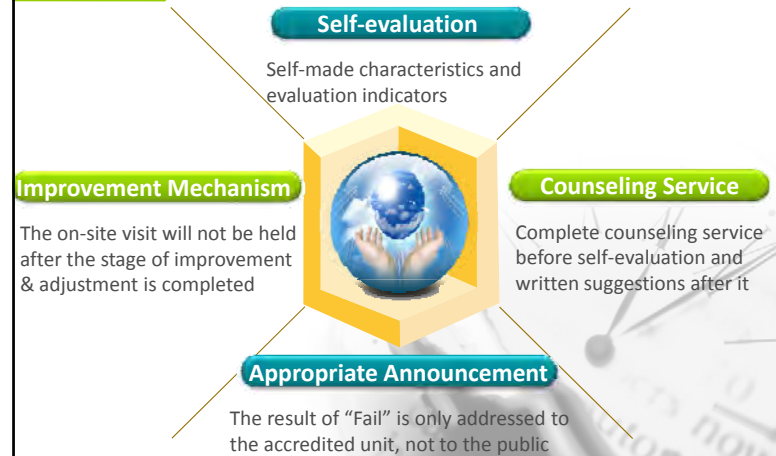 Self-evaluation
Self-made characteristics and
evaluation indicators
Improvement Mechanism
The on-site visit will not be held
after the stage of improvement
& adjustment is completed
Counseling Service
Complete counseling service
before self-evaluation and
written suggestions after it
Appropriate Announcement
The result of “Fail” is only addressed to
the accredited unit, not to the public
now